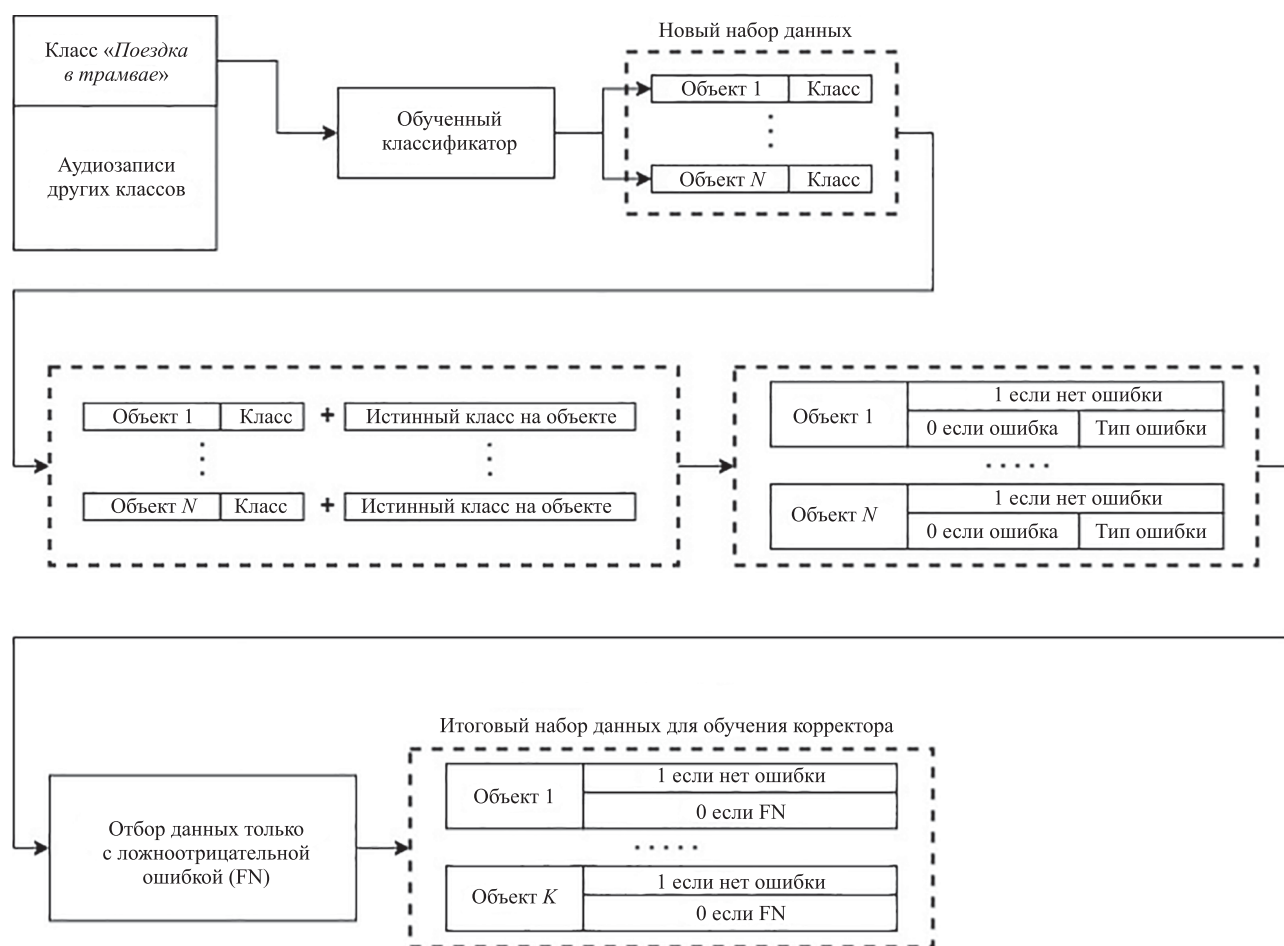 Класс «Поездка
в трамвае»
Аудиозаписи
других классов
Обученный
классификатор
Новый набор данных
Объект 1 Класс
Объект N Класс
Объект 1 Класс + Истинный класс на объекте
Объект N Класс + Истинный класс на объекте
Объект 1
1 если нет ошибки
0 если ошибка Тип ошибки
Объект N
1 если нет ошибки
0 если ошибка Тип ошибки
Отбор данных только
с ложноотрицательной
ошибкой (FN)
Итоговый набор данных для обучения корректора
Объект 1
1 если нет ошибки
0 если FN
Объект K
1 если нет ошибки
0 если FN